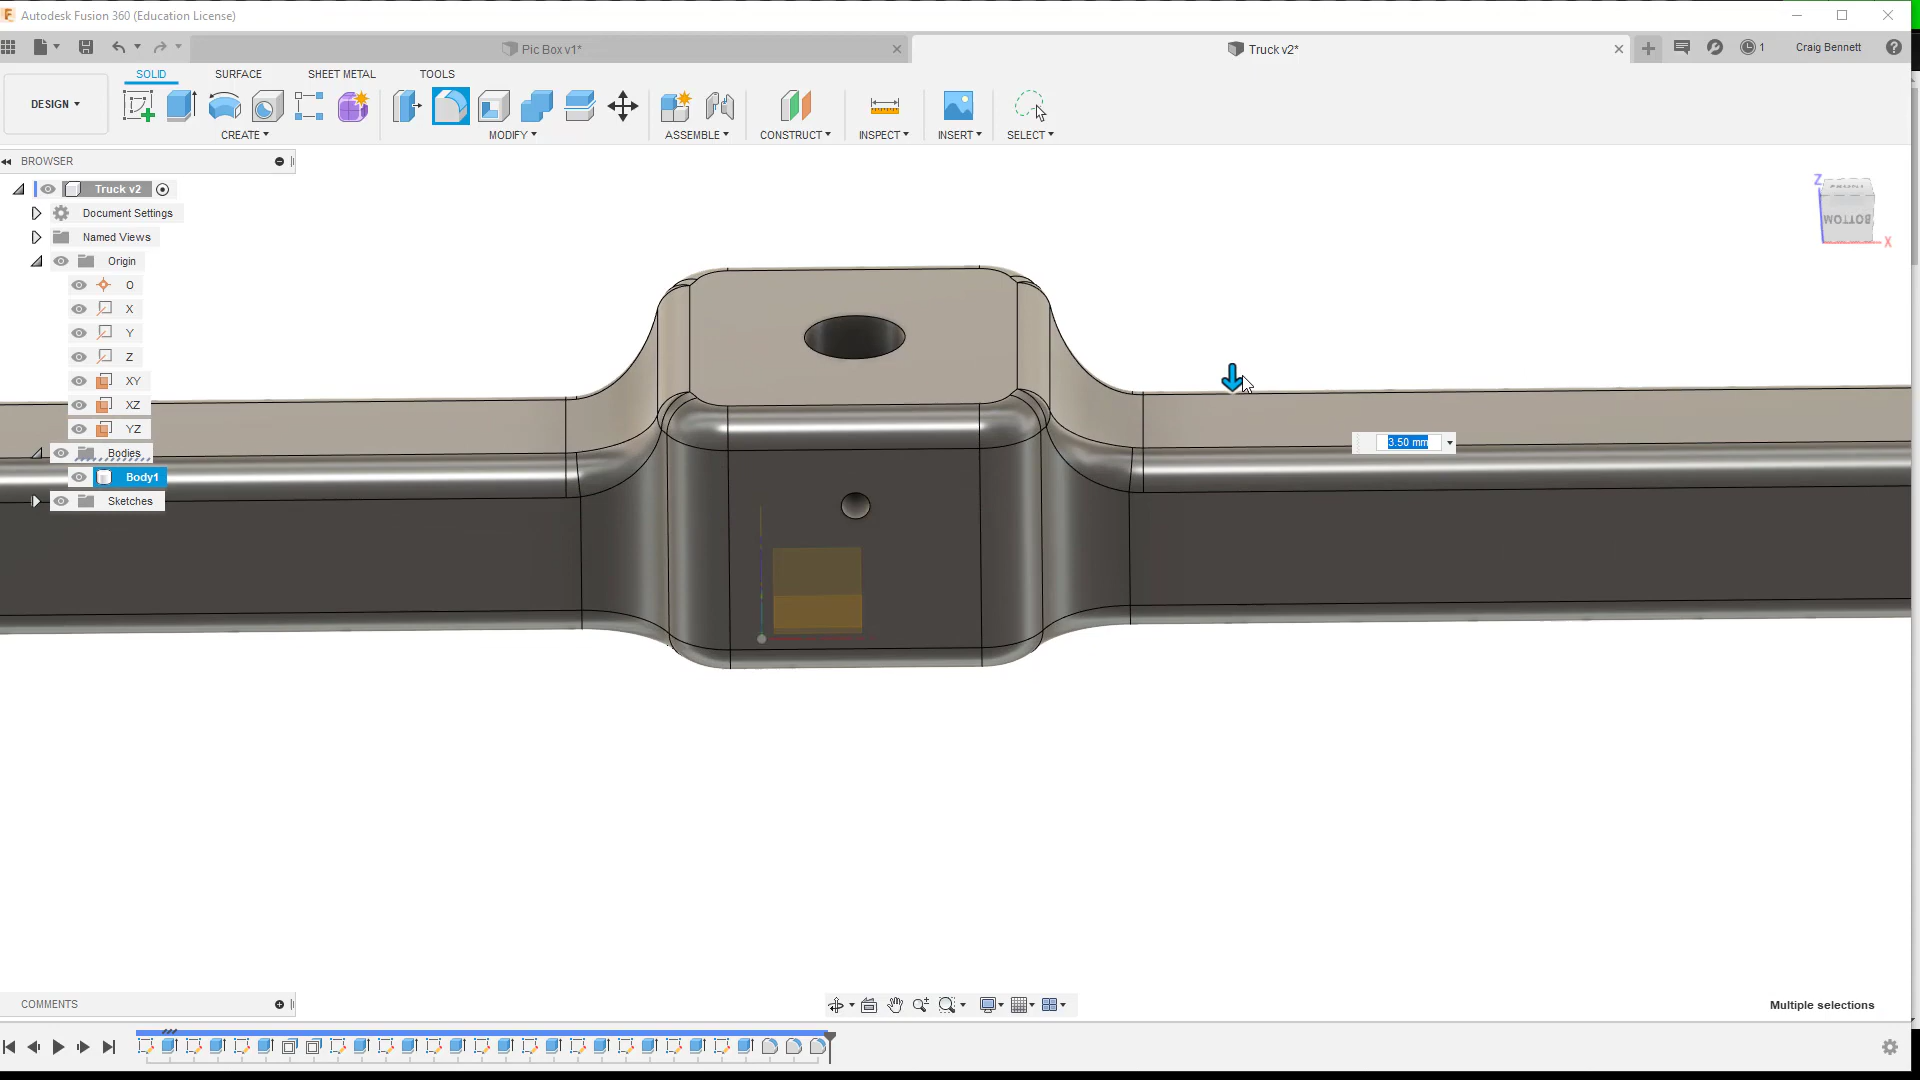 Autodesk Fusion 360 (Education License)
Pic Box v1*
Truck v2*
1
Craig Bennett
SOLID
SURFACE
SHEET METAL
TOOLS
DESIGN
CREATE
MODIFY
ASSEMBLE
CONSTRUCT
INSPECT
INSERT
SELECT
BROWSER
Truck v2
Document Settings
Named Views
Origin
O
X
Y
Z
XY
XZ
YZ
Bodies
Body1
Sketches
Z
BOTTOM
X
3.50 mm
COMMENTS
Multiple selections